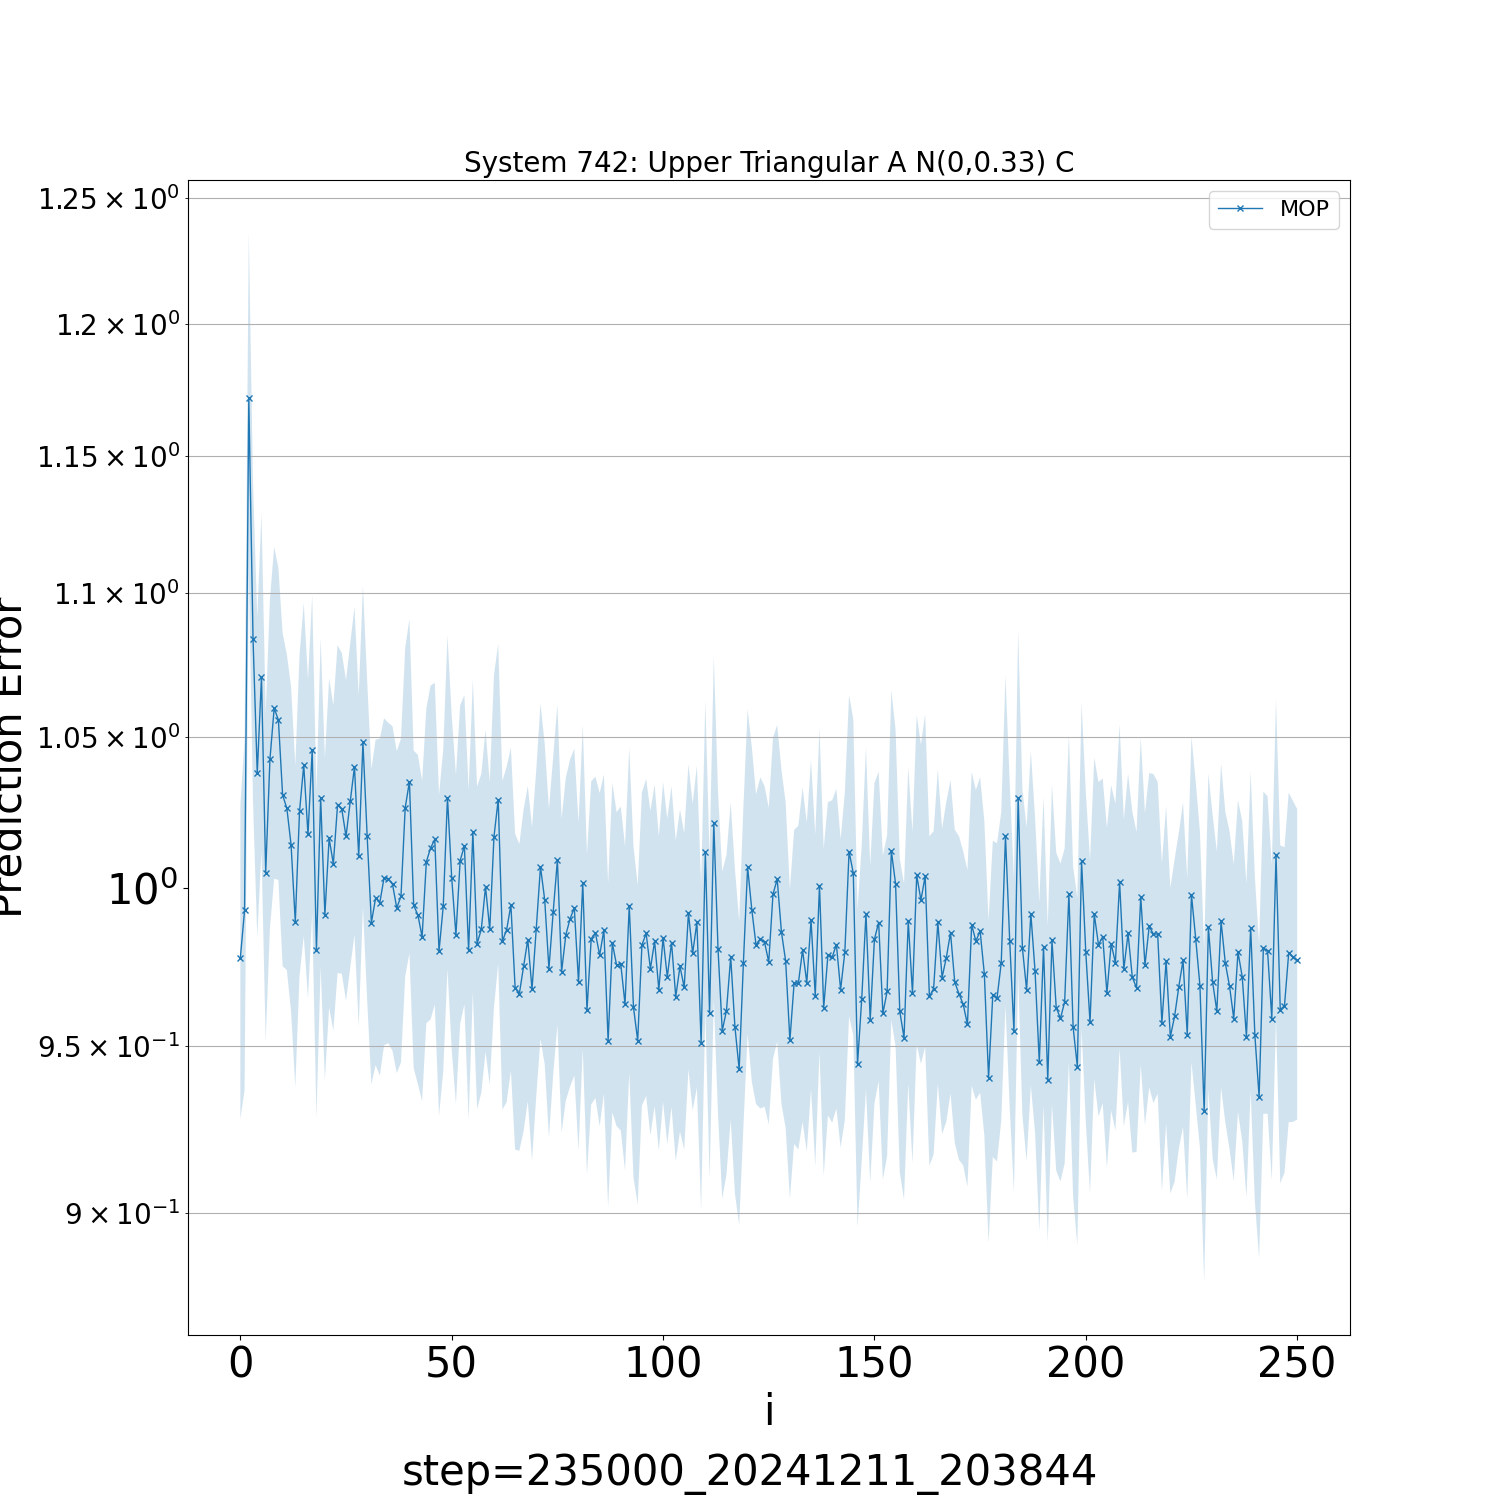 System 742: Upper Triangular A N(0,0.33) C
MOP
1.25 × 10⁰
1.2 × 10⁰
1.15 × 10⁰
1.1 × 10⁰
1.05 × 10⁰
10⁰
9.5 × 10⁻¹
9 × 10⁻¹
Prediction Error
0 50 100 150 200 250
i
step=235000_20241211_203844